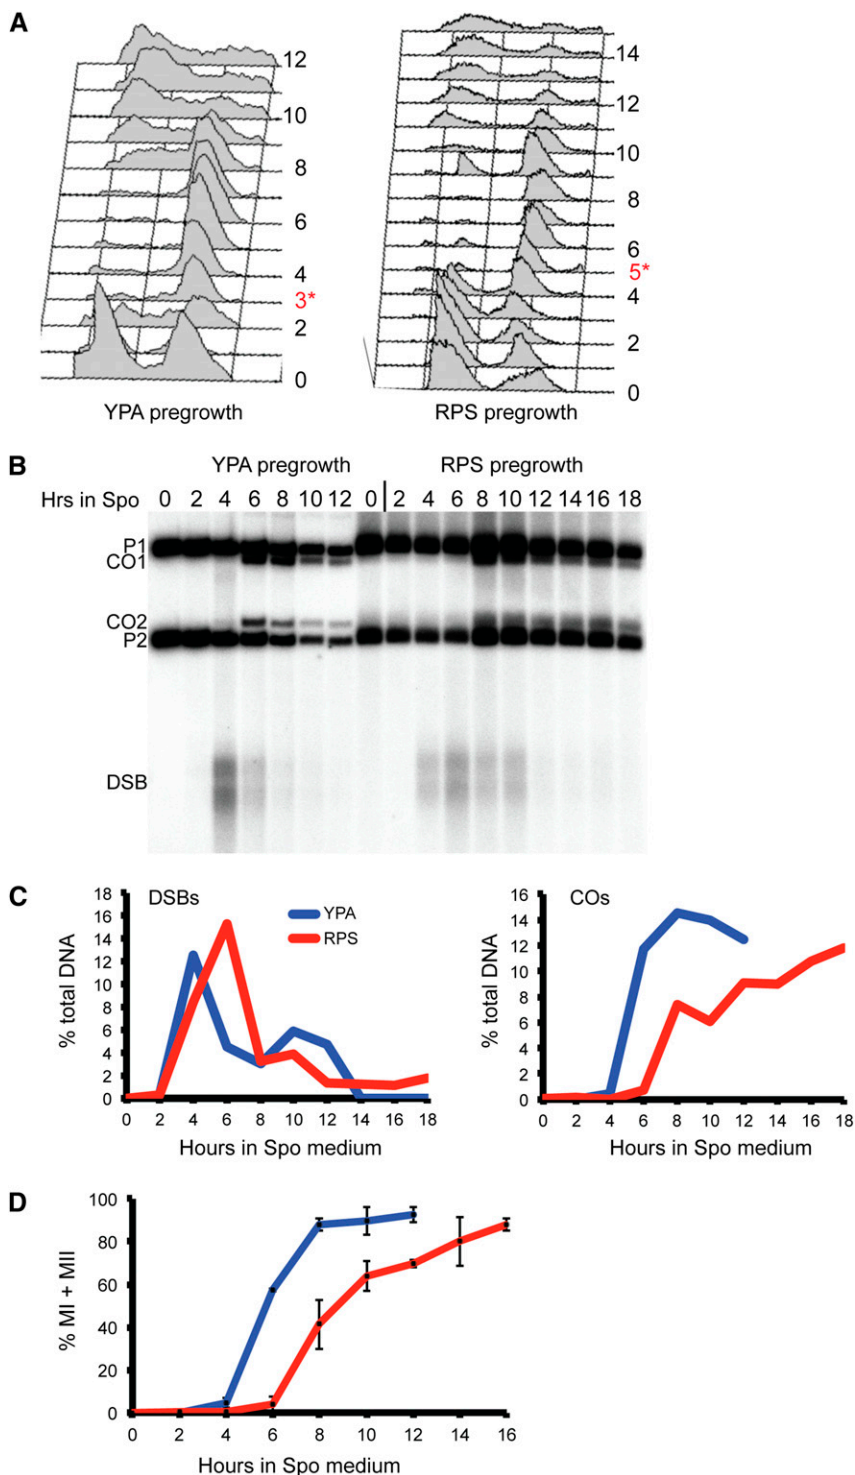 A
12
10
8
6
4
3*
2
0
YPA pregrowth
14
12
10
8
6
5*
4
2
0
RPS pregrowth
B
YPA pregrowth RPS pregrowth
Hrs in Spo 0 2 4 6 8 10 12 0 2 4 6 8 10 12 14 16 18
P1
CO1
CO2
P2
DSB
C
DSBs
YPA
RPS
% total DNA
18
16
14
12
10
8
6
4
2
0
0 2 4 6 8 10 12 14 16 18
Hours in Spo medium
COs
% total DNA
16
14
12
10
8
6
4
2
0
0 2 4 6 8 10 12 14 16 18
Hours in Spo medium
D
% MI + MII
100
80
60
40
20
0
0 2 4 6 8 10 12 14 16
Hours in Spo medium